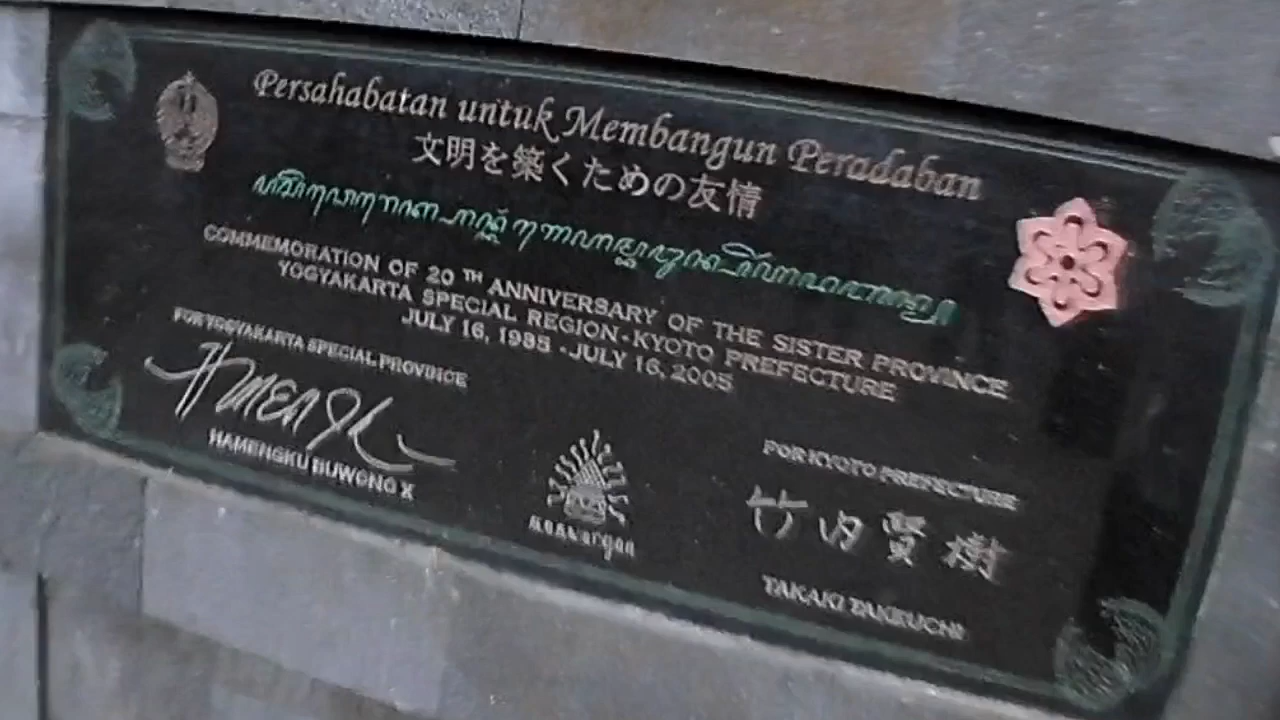 Persahabatan untuk Membangun Peradaban
文明を築くための友情
COMMEMORATION OF 20 TH ANNIVERSARY OF THE SISTER PROVINCE
YOGYAKARTA SPECIAL REGION-KYOTO PREFECTURE
JULY 16, 1985 - JULY 16, 2005
FOR YOGYAKARTA SPECIAL PROVINCE
HAMENGKU BUWONO X
FOR KYOTO PREFECTURE
竹内賢樹
TAKAKI TAKEUCHI